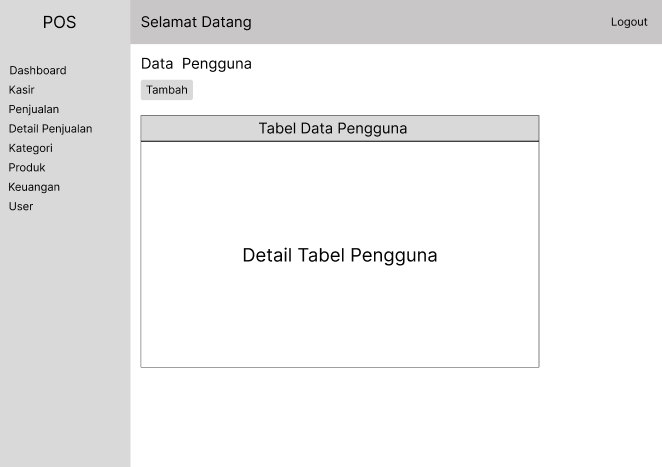 POS
Selamat Datang
Logout
Dashboard
Kasir
Penjualan
Detail Penjualan
Kategori
Produk
Keuangan
User
Data Pengguna
Tambah
Tabel Data Pengguna
Detail Tabel Pengguna